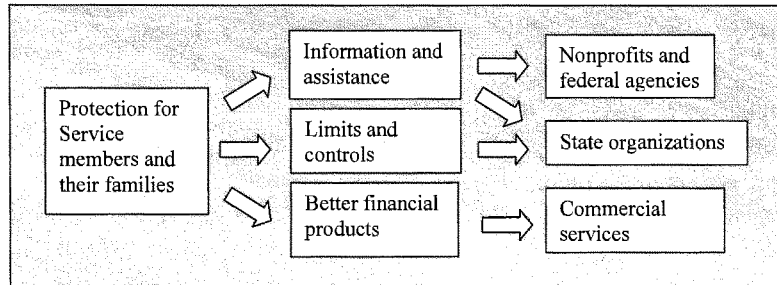 Protection for
Service
members and
their families
Information and
assistance
Limits and
controls
Better financial
products
Nonprofits and
federal agencies
State organizations
Commercial
services